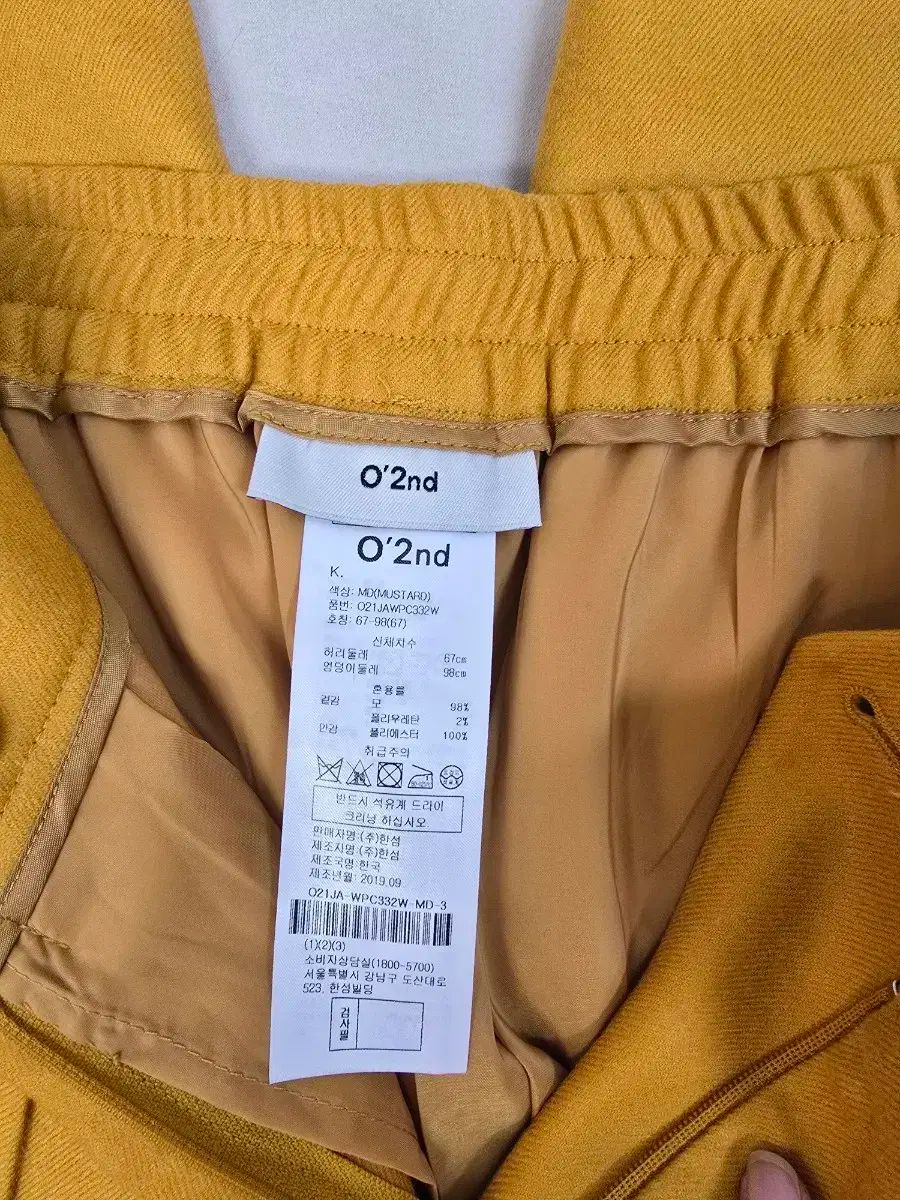 O'2nd
O'2nd
K.
색상: MD(MUSTARD)
품번: O21JAWPC332W
호칭: 67-98(67)
신체치수
허리둘레 67cm
엉덩이둘레 98cm
혼용률
겉감 모 98%
폴리우레탄 2%
안감 폴리에스터 100%
취급주의
반드시 석유계 드라이
크리닝 하십시오
판매자명:(주)한섬
제조자명:(주)한섬
제조국명:한국
제조년월: 2019.09
O21JA-WPC332W-MD-3
(1)(2)(3)
소비자상담실(1800-5700)
서울특별시 강남구 도산대로
523, 한섬빌딩
검사필